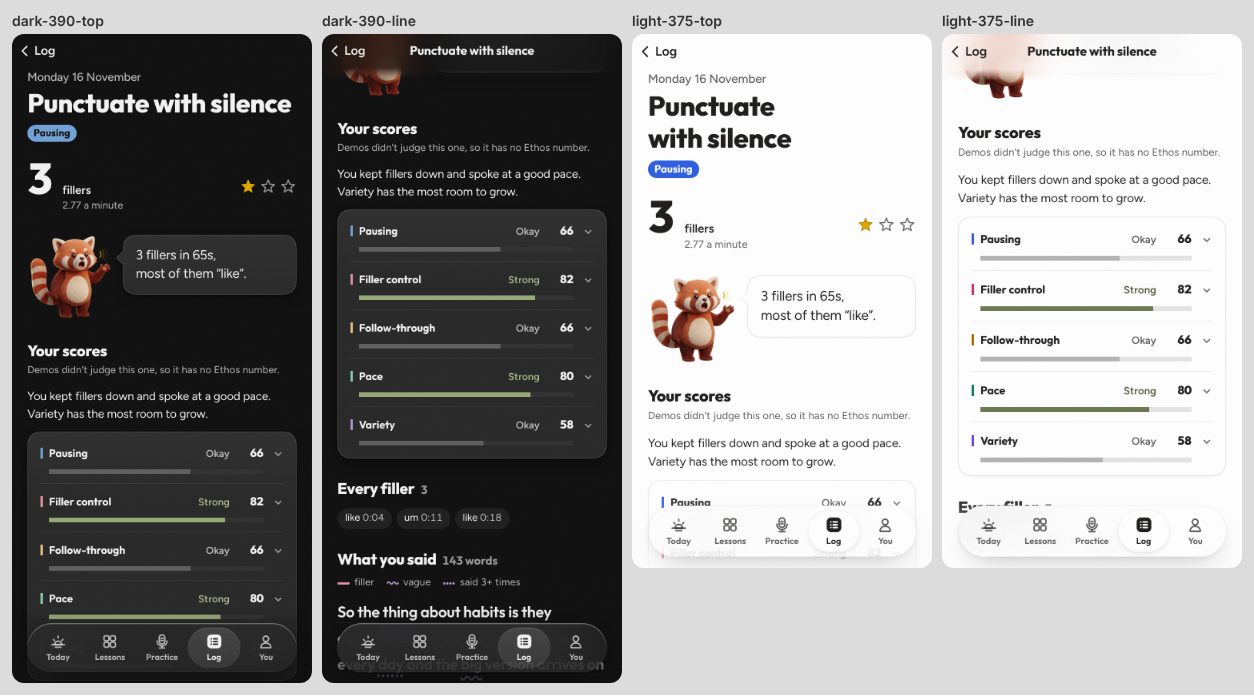 dark-390-top
Log
Monday 16 November
Punctuate with silence
Pausing
3 fillers
2.77 a minute
3 fillers in 65s,
most of them “like”.
Your scores
Demos didn't judge this one, so it has no Ethos number.
You kept fillers down and spoke at a good pace.
Variety has the most room to grow.
Pausing Okay 66
Filler control Strong 82
Follow-through Okay 66
Pace Strong 80
Today Lessons Practice Log You
dark-390-line
Log Punctuate with silence
Your scores
Demos didn't judge this one, so it has no Ethos number.
You kept fillers down and spoke at a good pace.
Variety has the most room to grow.
Pausing Okay 66
Filler control Strong 82
Follow-through Okay 66
Pace Strong 80
Variety Okay 58
Every filler 3
like 0:04 um 0:11 like 0:18
What you said 143 words
filler vague said 3+ times
So the thing about habits is they
Today Lessons Practice Log You
every day and the big version arrives on
light-375-top
Log
Monday 16 November
Punctuate
with silence
Pausing
3 fillers
2.77 a minute
3 fillers in 65s,
most of them “like”.
Your scores
Demos didn't judge this one, so it has no Ethos number.
You kept fillers down and spoke at a good pace.
Variety has the most room to grow.
Pausing Okay 66
Today Lessons Practice Log You
Filler control Strong 82
light-375-line
Log Punctuate with silence
Your scores
Demos didn't judge this one, so it has no Ethos number.
You kept fillers down and spoke at a good pace.
Variety has the most room to grow.
Pausing Okay 66
Filler control Strong 82
Follow-through Okay 66
Pace Strong 80
Variety Okay 58
Every filler 3
Today Lessons Practice Log You